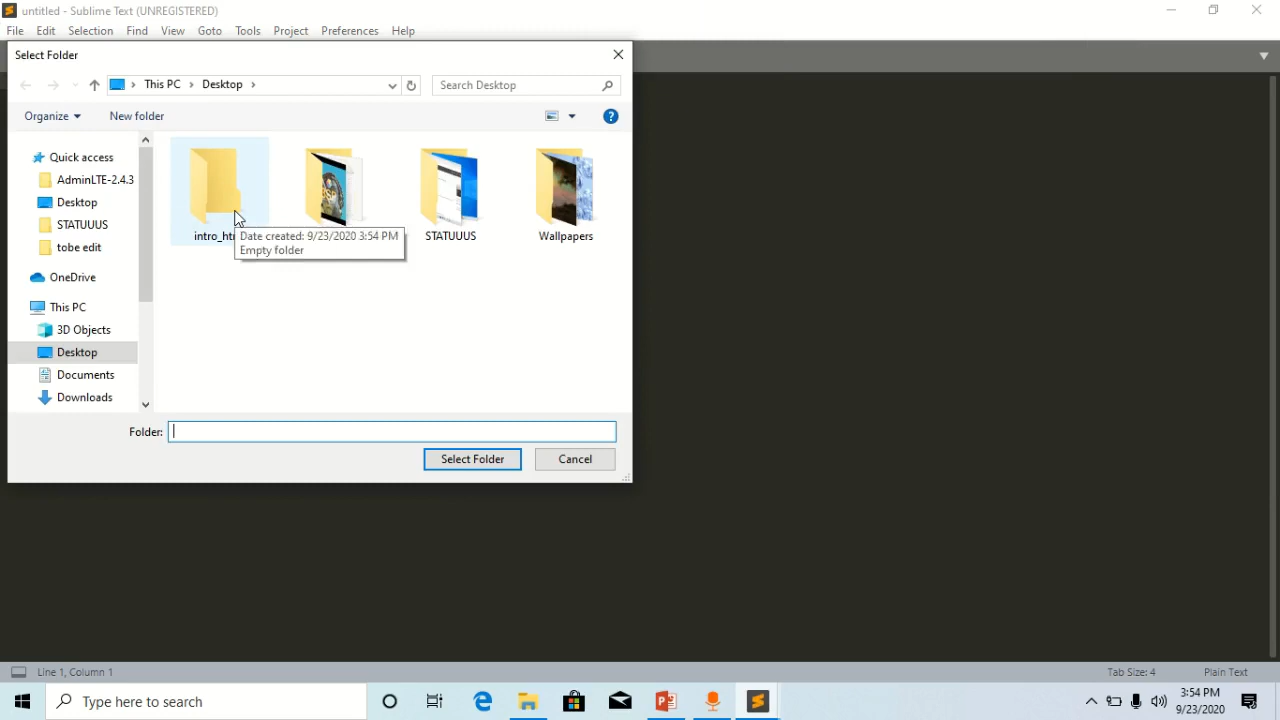 untitled - Sublime Text (UNREGISTERED)
File Edit Selection Find View Goto Tools Project Preferences Help
Select Folder
This PC > Desktop >
Search Desktop
Organize
New folder
Quick access
AdminLTE-2.4.3
Desktop
STATUUUS
tobe edit
OneDrive
This PC
3D Objects
Desktop
Documents
Downloads
STATUUUS
Wallpapers
Date created: 9/23/2020 3:54 PM
Empty folder
Folder:
Select Folder
Cancel
Line 1, Column 1
Tab Size: 4
Plain Text
Type here to search
3:54 PM
9/23/2020